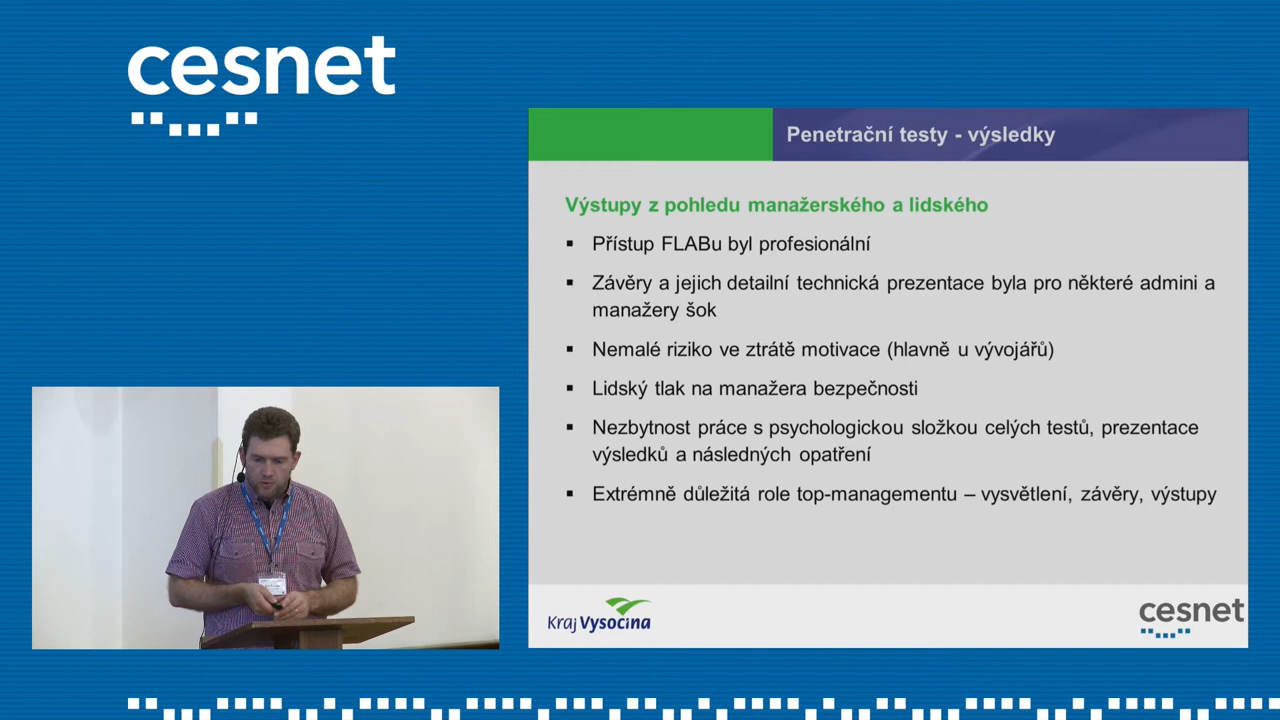 cesnet
Penetrační testy - výsledky
Výstupy z pohledu manažerského a lidského
▪ Přístup FLABu byl profesionální
▪ Závěry a jejich detailní technická prezentace byla pro některé admini a
manažery šok
▪ Nemalé riziko ve ztrátě motivace (hlavně u vývojářů)
▪ Lidský tlak na manažera bezpečnosti
▪ Nezbytnost práce s psychologickou složkou celých testů, prezentace
výsledků a následných opatření
▪ Extrémně důležitá role top-managementu – vysvětlení, závěry, výstupy
Kraj Vysočina
cesnet